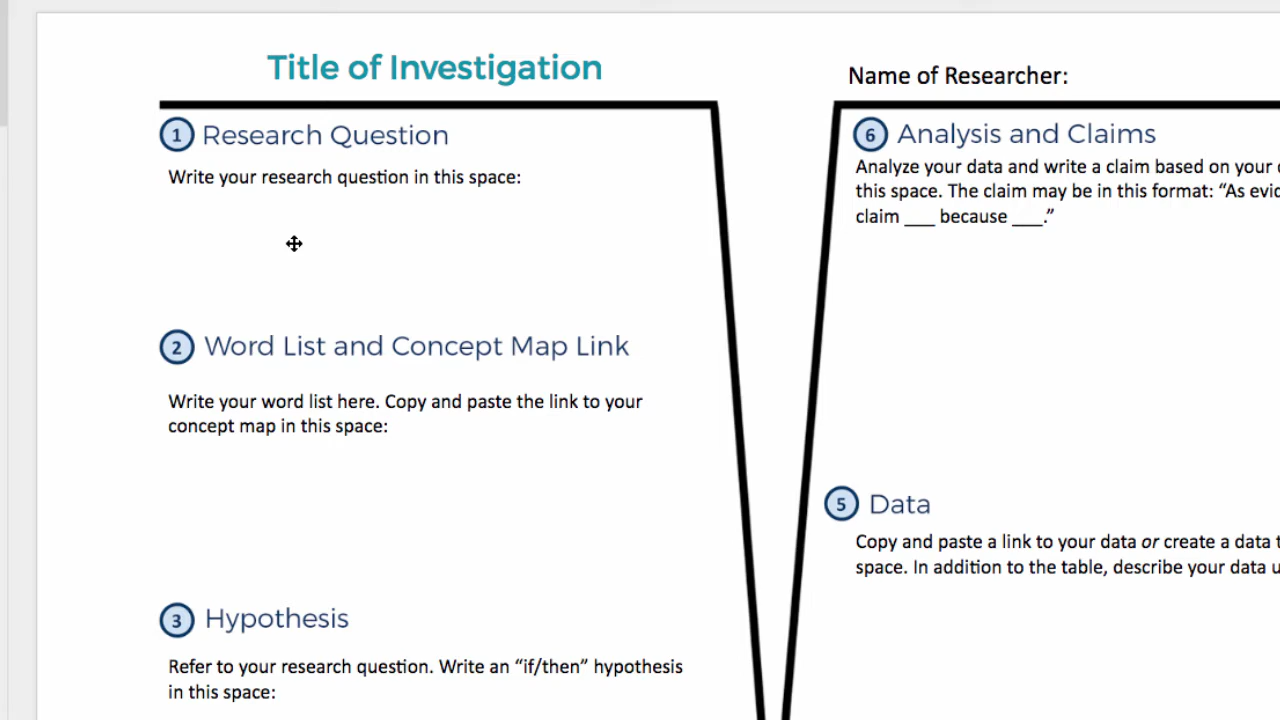 Title of Investigation
Name of Researcher:
1 Research Question
Write your research question in this space:
2 Word List and Concept Map Link
Write your word list here. Copy and paste the link to your
concept map in this space:
3 Hypothesis
Refer to your research question. Write an “if/then” hypothesis
in this space:
6 Analysis and Claims
Analyze your data and write a claim based on your
this space. The claim may be in this format: “As
claim ___ because ___.”
5 Data
Copy and paste a link to your data or create a data
space. In addition to the table, describe your data